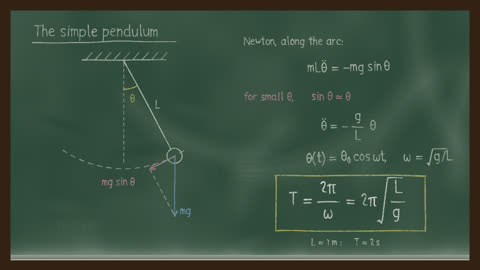 The simple pendulum
θ
L
mg sin θ
mg
Newton, along the arc:
mLθ̈ = −mg sin θ
for small θ, sin θ ≈ θ
θ̈ = − g/L θ
θ(t) = θ₀ cos ωt, ω = √g/L
T = 2π/ω = 2π √L/g
L = 1 m: T ≈ 2 s